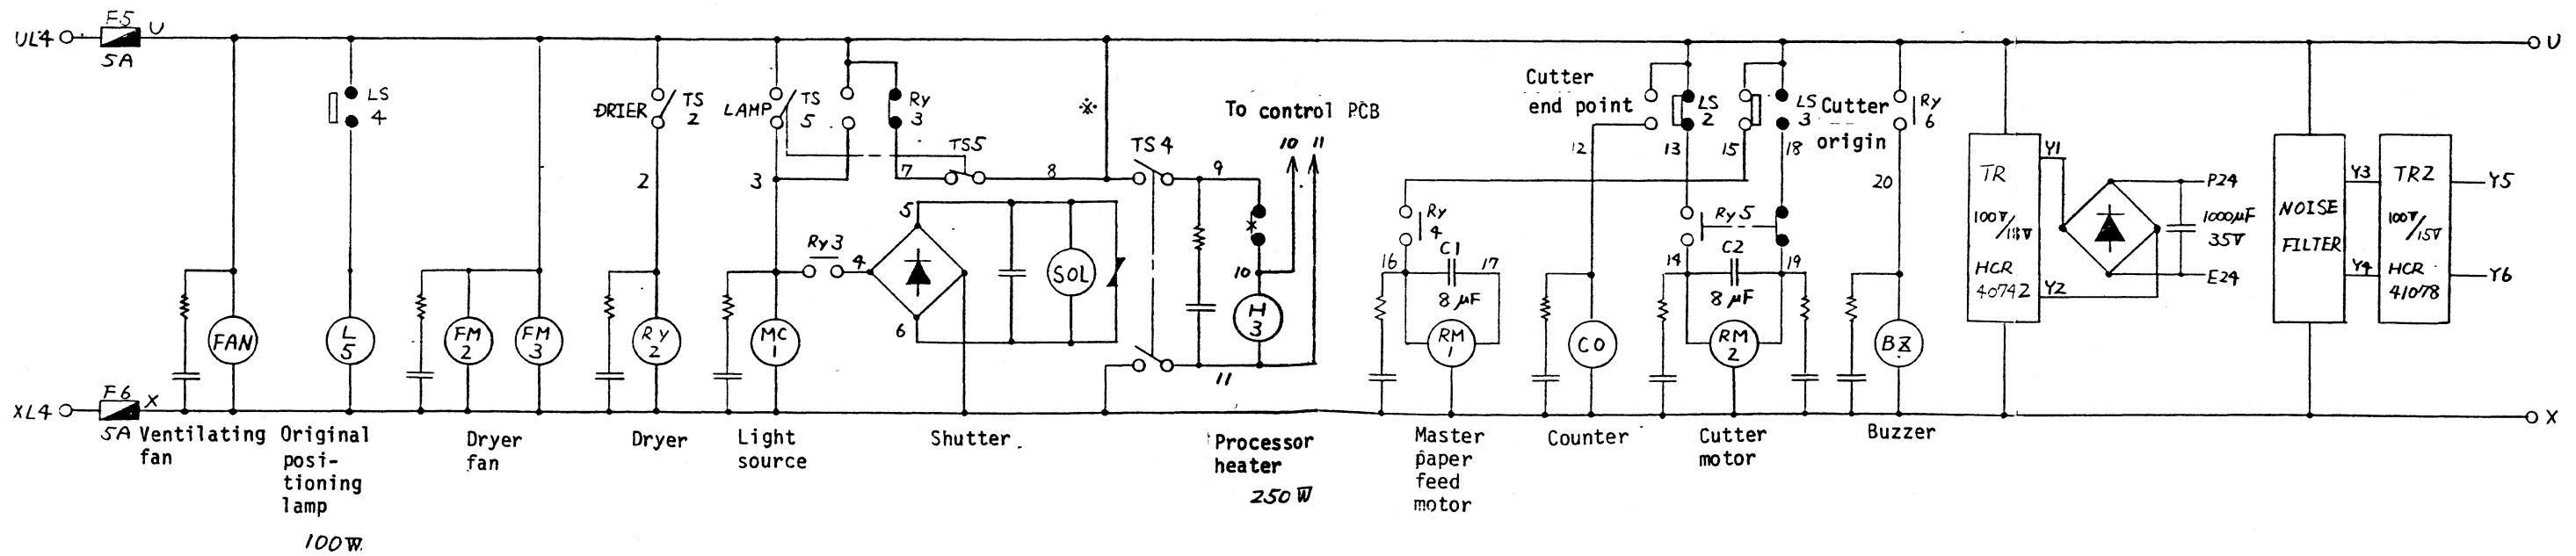 F5
UL4
U
5A
U
LS
4
DRIER
TS
2
LAMP
TS
5
Ry
3
※
To control PCB
10
11
Cutter
end point
LS
2
LS
3
Cutter
origin
Ry
6
TS5
TS4
12
13
15
18
2
3
7
8
9
20
TR
100V
/18V
HCR
40742
Y1
Y2
P24
1000μF
35V
E24
NOISE
FILTER
Y3
Y4
TR2
100V
/15V
HCR
41078
Y5
Y6
5
Ry3
4
6
SOL
10
H
3
11
Ry
4
16
C1
17
8μF
RM
1
Ry5
14
C2
19
8μF
RM
2
FAN
L
5
FM
2
FM
3
RY
2
MC
1
CO
BZ
F6
XL4
X
5A
X
Ventilating
fan
Original
posi-
tioning
lamp
100W
Dryer
fan
Dryer
Light
source
Shutter
Processor
heater
250W
Master
paper
feed
motor
Counter
Cutter
motor
Buzzer